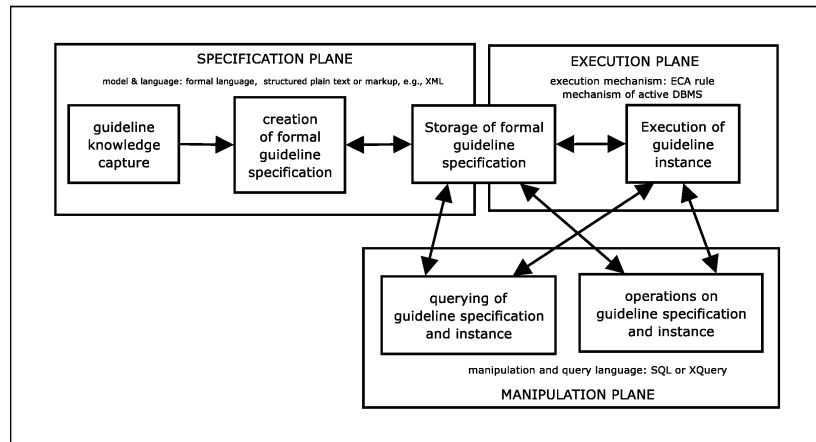 SPECIFICATION PLANE
model & language: formal language, structured plain text or markup, e.g., XML
guideline
knowledge
capture
creation
of formal
guideline
specification
Storage of formal
guideline
specification
EXECUTION PLANE
execution mechanism: ECA rule
mechanism of active DBMS
Execution of
guideline
instance
querying of
guideline specification
and instance
operations on
guideline specification
and instance
manipulation and query language: SQL or XQuery
MANIPULATION PLANE